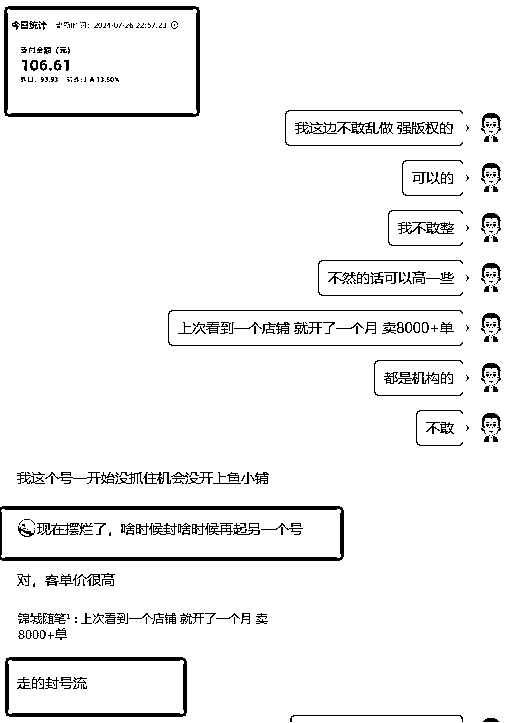 今日统计 更新时间：2024-07-26 22:57:23
支付金额（元）
106.61
昨日：93.93 较昨日 13.50%
我这边不敢乱做 强版权的
可以的
我不敢整
不然的话可以高一些
上次看到一个店铺 就开了一个月 卖8000+单
都是机构的
不敢
我这个号一开始没抓住机会没开上鱼小铺
现在摆烂了，啥时候封啥时候再起另一个号
对，客单价很高
锦城随笔¹：上次看到一个店铺 就开了一个月 卖
8000+单
走的封号流